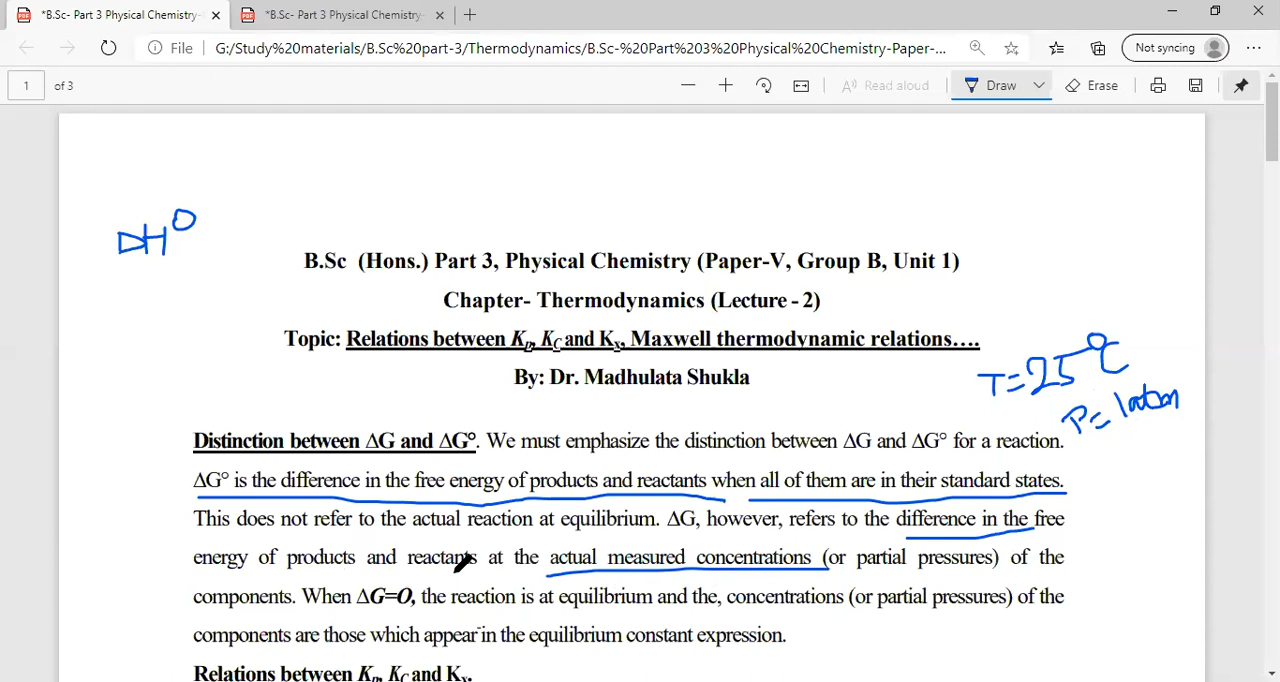 *B.Sc- Part 3 Physical Chemistry-
*B.Sc- Part 3 Physical Chemistry-
File
G:/Study%20materials/B.Sc%20part-3/Thermodynamics/B.Sc-%20Part%203%20Physical%20Chemistry-Paper-...
Not syncing
1 of 3
Read aloud
Draw
Erase
ΔH°
B.Sc (Hons.) Part 3, Physical Chemistry (Paper-V, Group B, Unit 1)
Chapter- Thermodynamics (Lecture - 2)
Topic: Relations between Kp, KC and Kx, Maxwell thermodynamic relations….
By: Dr. Madhulata Shukla
T=25°C
P=1atm
Distinction between ΔG and ΔG°. We must emphasize the distinction between ΔG and ΔG° for a reaction.
ΔG° is the difference in the free energy of products and reactants when all of them are in their standard states.
This does not refer to the actual reaction at equilibrium. ΔG, however, refers to the difference in the free
energy of products and reactants at the actual measured concentrations (or partial pressures) of the
components. When ΔG=O, the reaction is at equilibrium and the, concentrations (or partial pressures) of the
components are those which appear in the equilibrium constant expression.
Relations between Kp, KC and Kx.